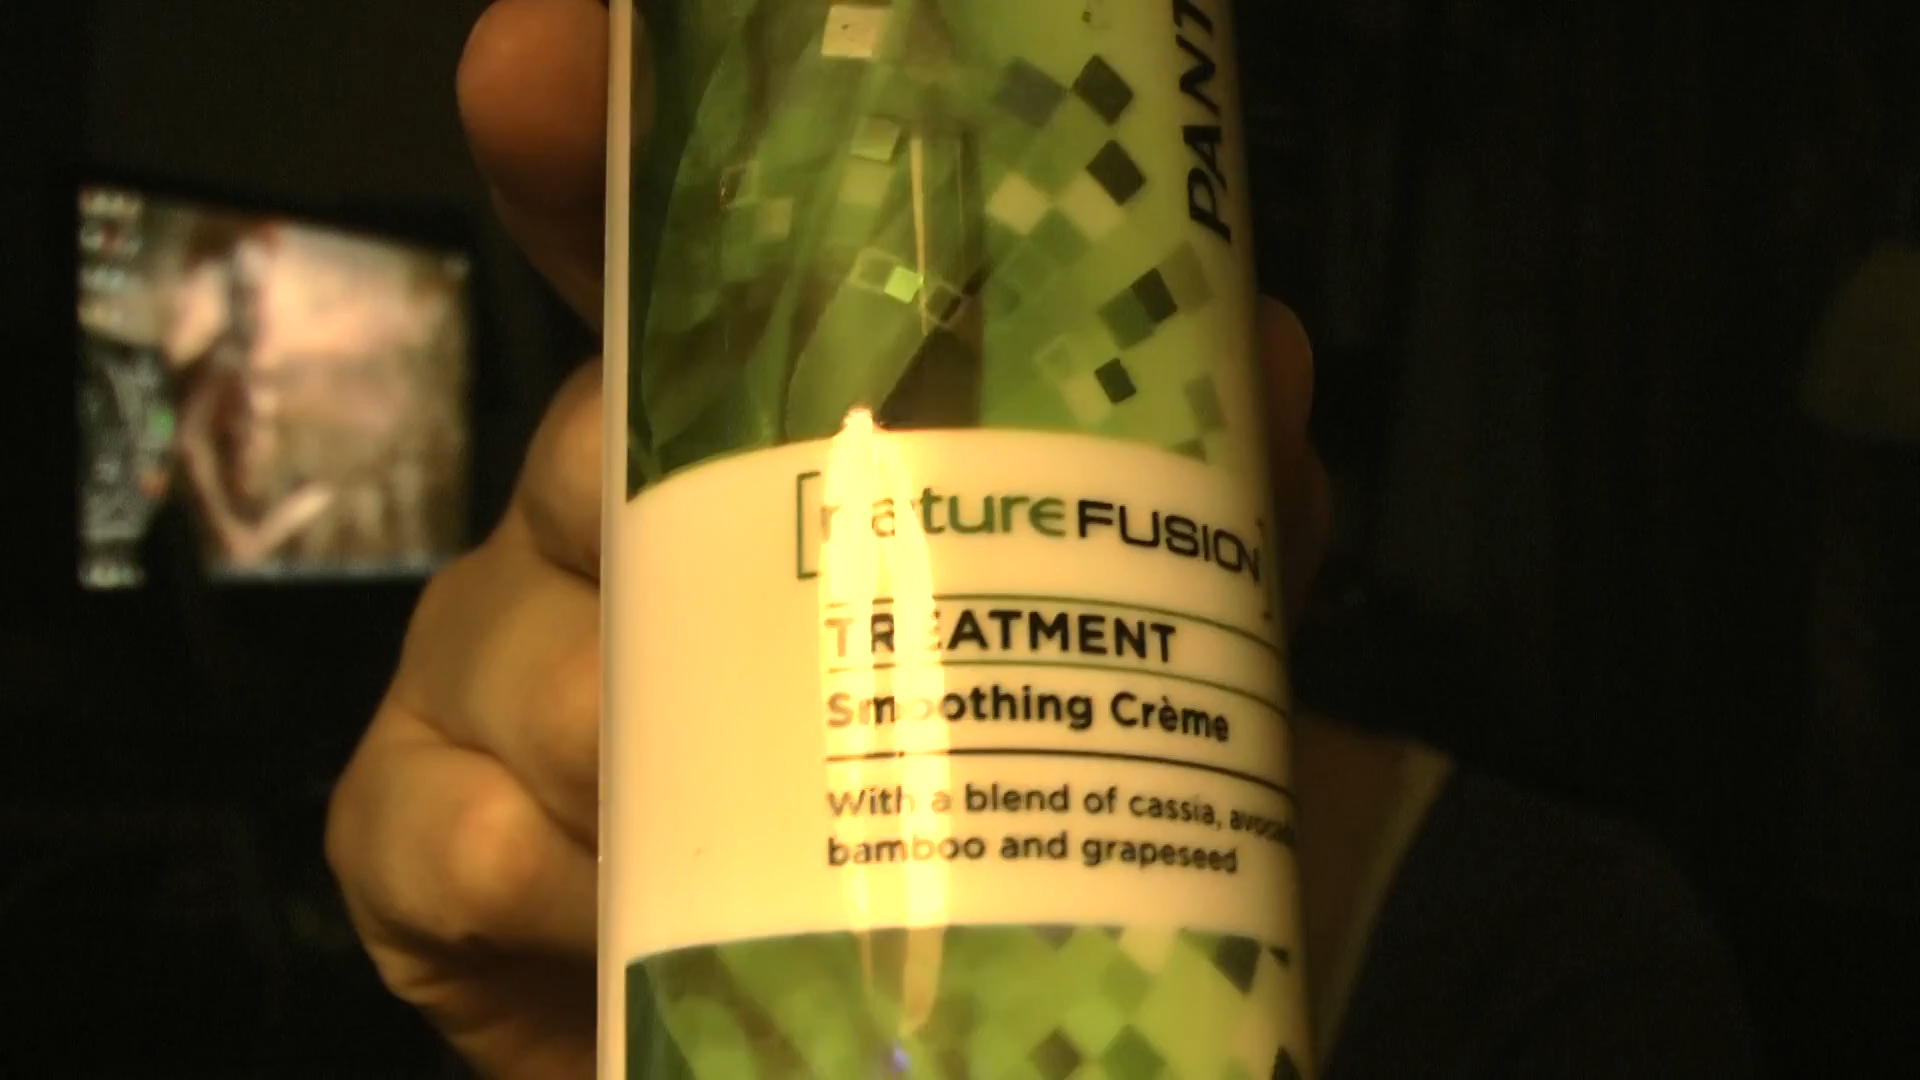 PANT
[natureFUSION]
TREATMENT
Smoothing Crème
With a blend of cassia,
bamboo and grapeseed